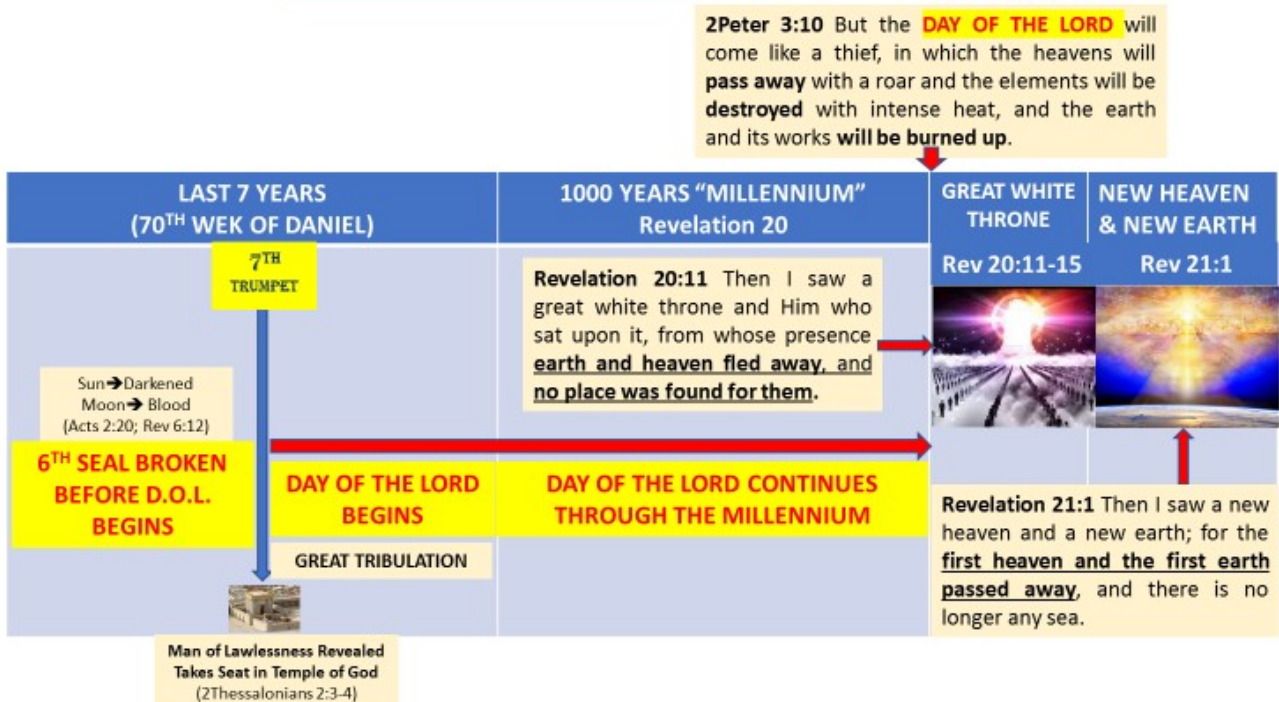 2Peter 3:10 But the DAY OF THE LORD will
come like a thief, in which the heavens will
pass away with a roar and the elements will be
destroyed with intense heat, and the earth
and its works will be burned up.
LAST 7 YEARS
(70TH WEK OF DANIEL)
1000 YEARS “MILLENNIUM”
Revelation 20
GREAT WHITE
THRONE
Rev 20:11-15
NEW HEAVEN
& NEW EARTH
Rev 21:1
7TH
TRUMPET
Revelation 20:11 Then I saw a
great white throne and Him who
sat upon it, from whose presence
earth and heaven fled away, and
no place was found for them.
Sun➔Darkened
Moon➔ Blood
(Acts 2:20; Rev 6:12)
6TH SEAL BROKEN
BEFORE D.O.L.
BEGINS
DAY OF THE LORD
BEGINS
DAY OF THE LORD CONTINUES
THROUGH THE MILLENNIUM
GREAT TRIBULATION
Revelation 21:1 Then I saw a new
heaven and a new earth; for the
first heaven and the first earth
passed away, and there is no
longer any sea.
Man of Lawlessness Revealed
Takes Seat in Temple of God
(2Thessalonians 2:3-4)